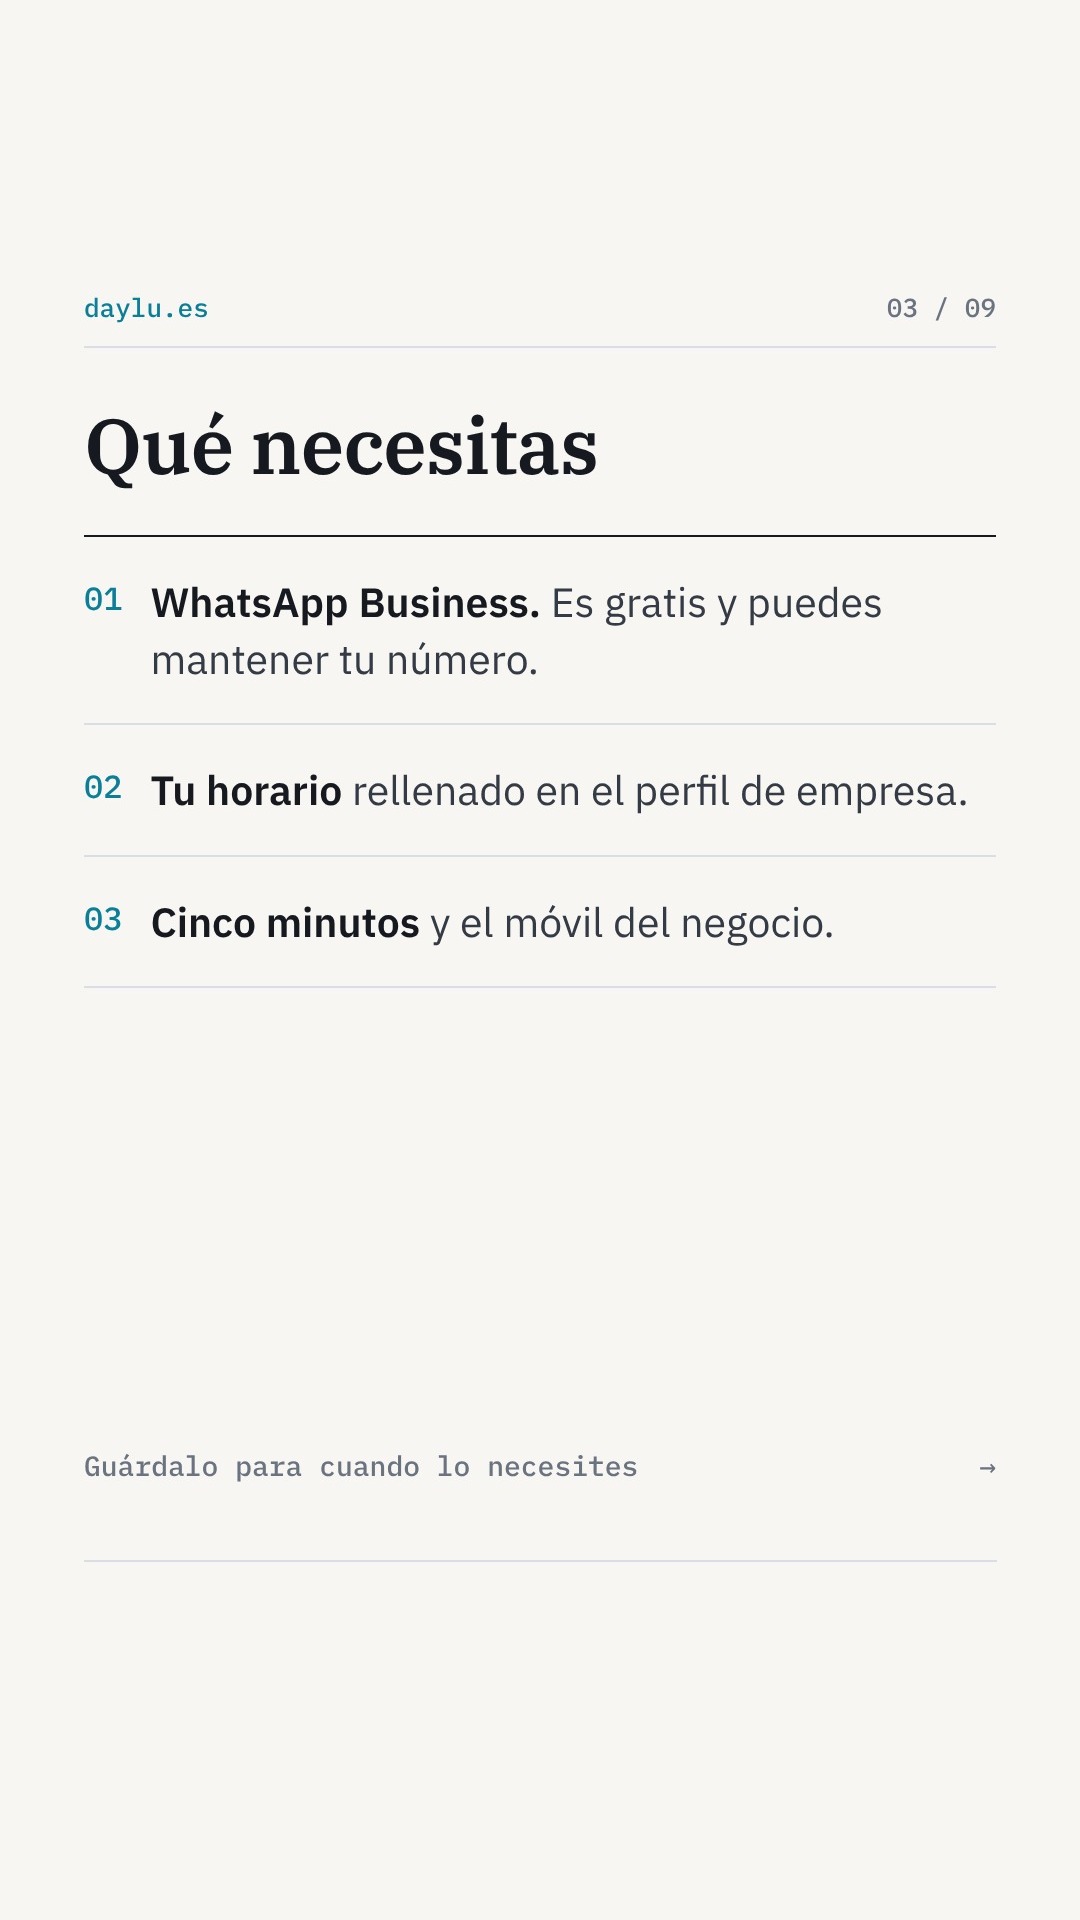 daylu.es
03 / 09
Qué necesitas
01 WhatsApp Business. Es gratis y puedes
mantener tu número.
02 Tu horario rellenado en el perfil de empresa.
03 Cinco minutos y el móvil del negocio.
Guárdalo para cuando lo necesites →